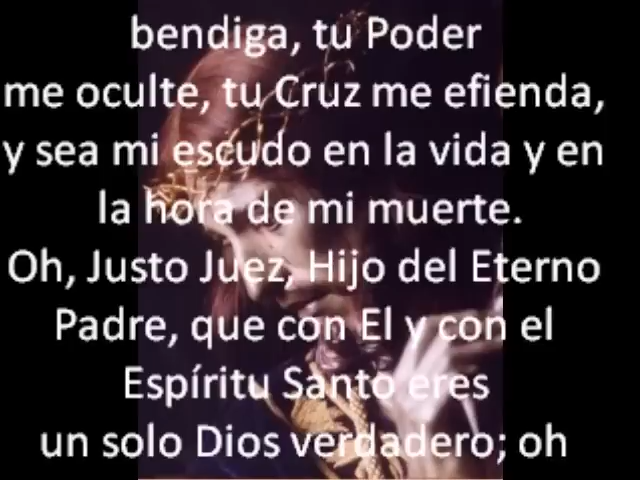 bendiga, tu Poder
me oculte, tu Cruz me efienda,
y sea mi escudo en la vida y en
la hora de mi muerte.
Oh, Justo Juez, Hijo del Eterno
Padre, que con El y con el
Espíritu Santo eres
un solo Dios verdadero; oh